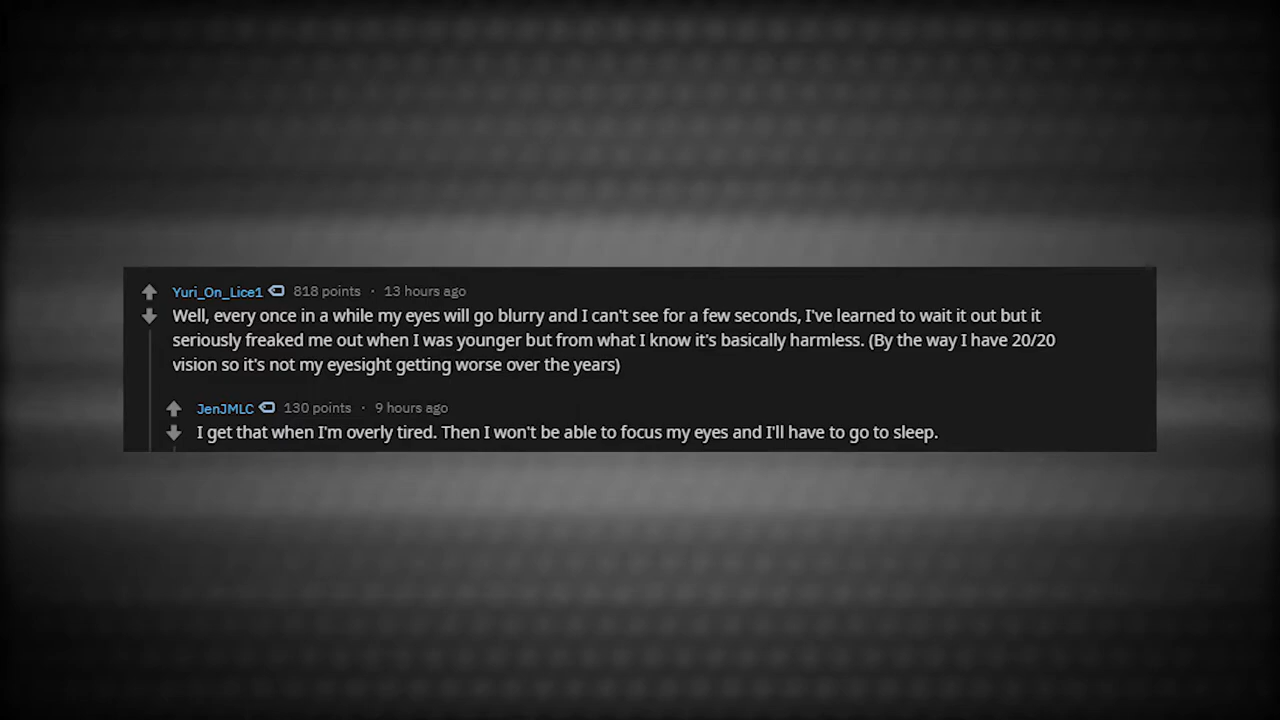 Yuri_On_Lice1 818 points · 13 hours ago
Well, every once in a while my eyes will go blurry and I can't see for a few seconds, I've learned to wait it out but it
seriously freaked me out when I was younger but from what I know it's basically harmless. (By the way I have 20/20
vision so it's not my eyesight getting worse over the years)
JenJMLC 130 points · 9 hours ago
I get that when I'm overly tired. Then I won't be able to focus my eyes and I'll have to go to sleep.